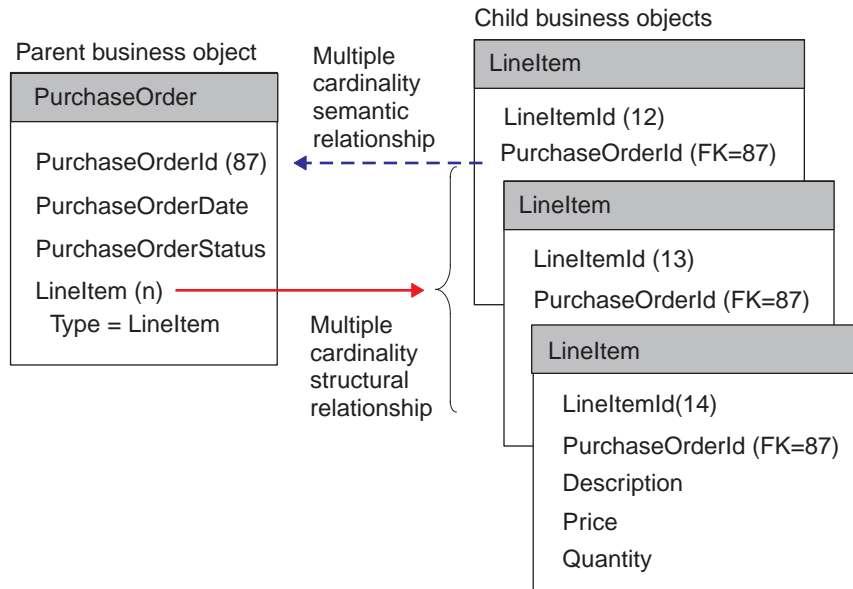 Parent business object
PurchaseOrder
PurchaseOrderId (87)
PurchaseOrderDate
PurchaseOrderStatus
LineItem (n)
Type = LineItem
Multiple
cardinality
semantic
relationship
Multiple
cardinality
structural
relationship
Child business objects
LineItem
LineItemId (12)
PurchaseOrderId (FK=87)
LineItem
LineItemId (13)
PurchaseOrderId (FK=87)
LineItem
LineItemId(14)
PurchaseOrderId (FK=87)
Description
Price
Quantity